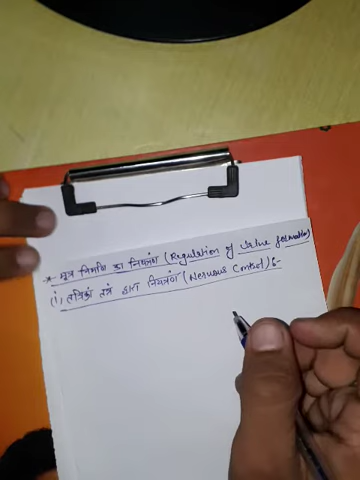 * मूत्र निर्माण का नियंत्रण (Regulation of Urine formation)
(i) तंत्रिका तंत्र द्वारा नियंत्रण (Nervous Control) :-